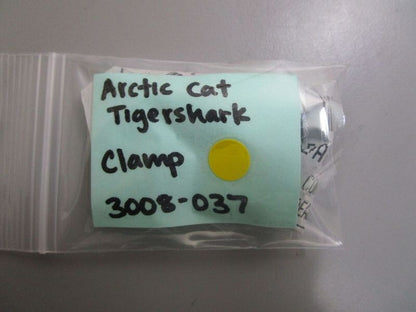 Arctic Cat
Tigershark
Clamp
3008-037